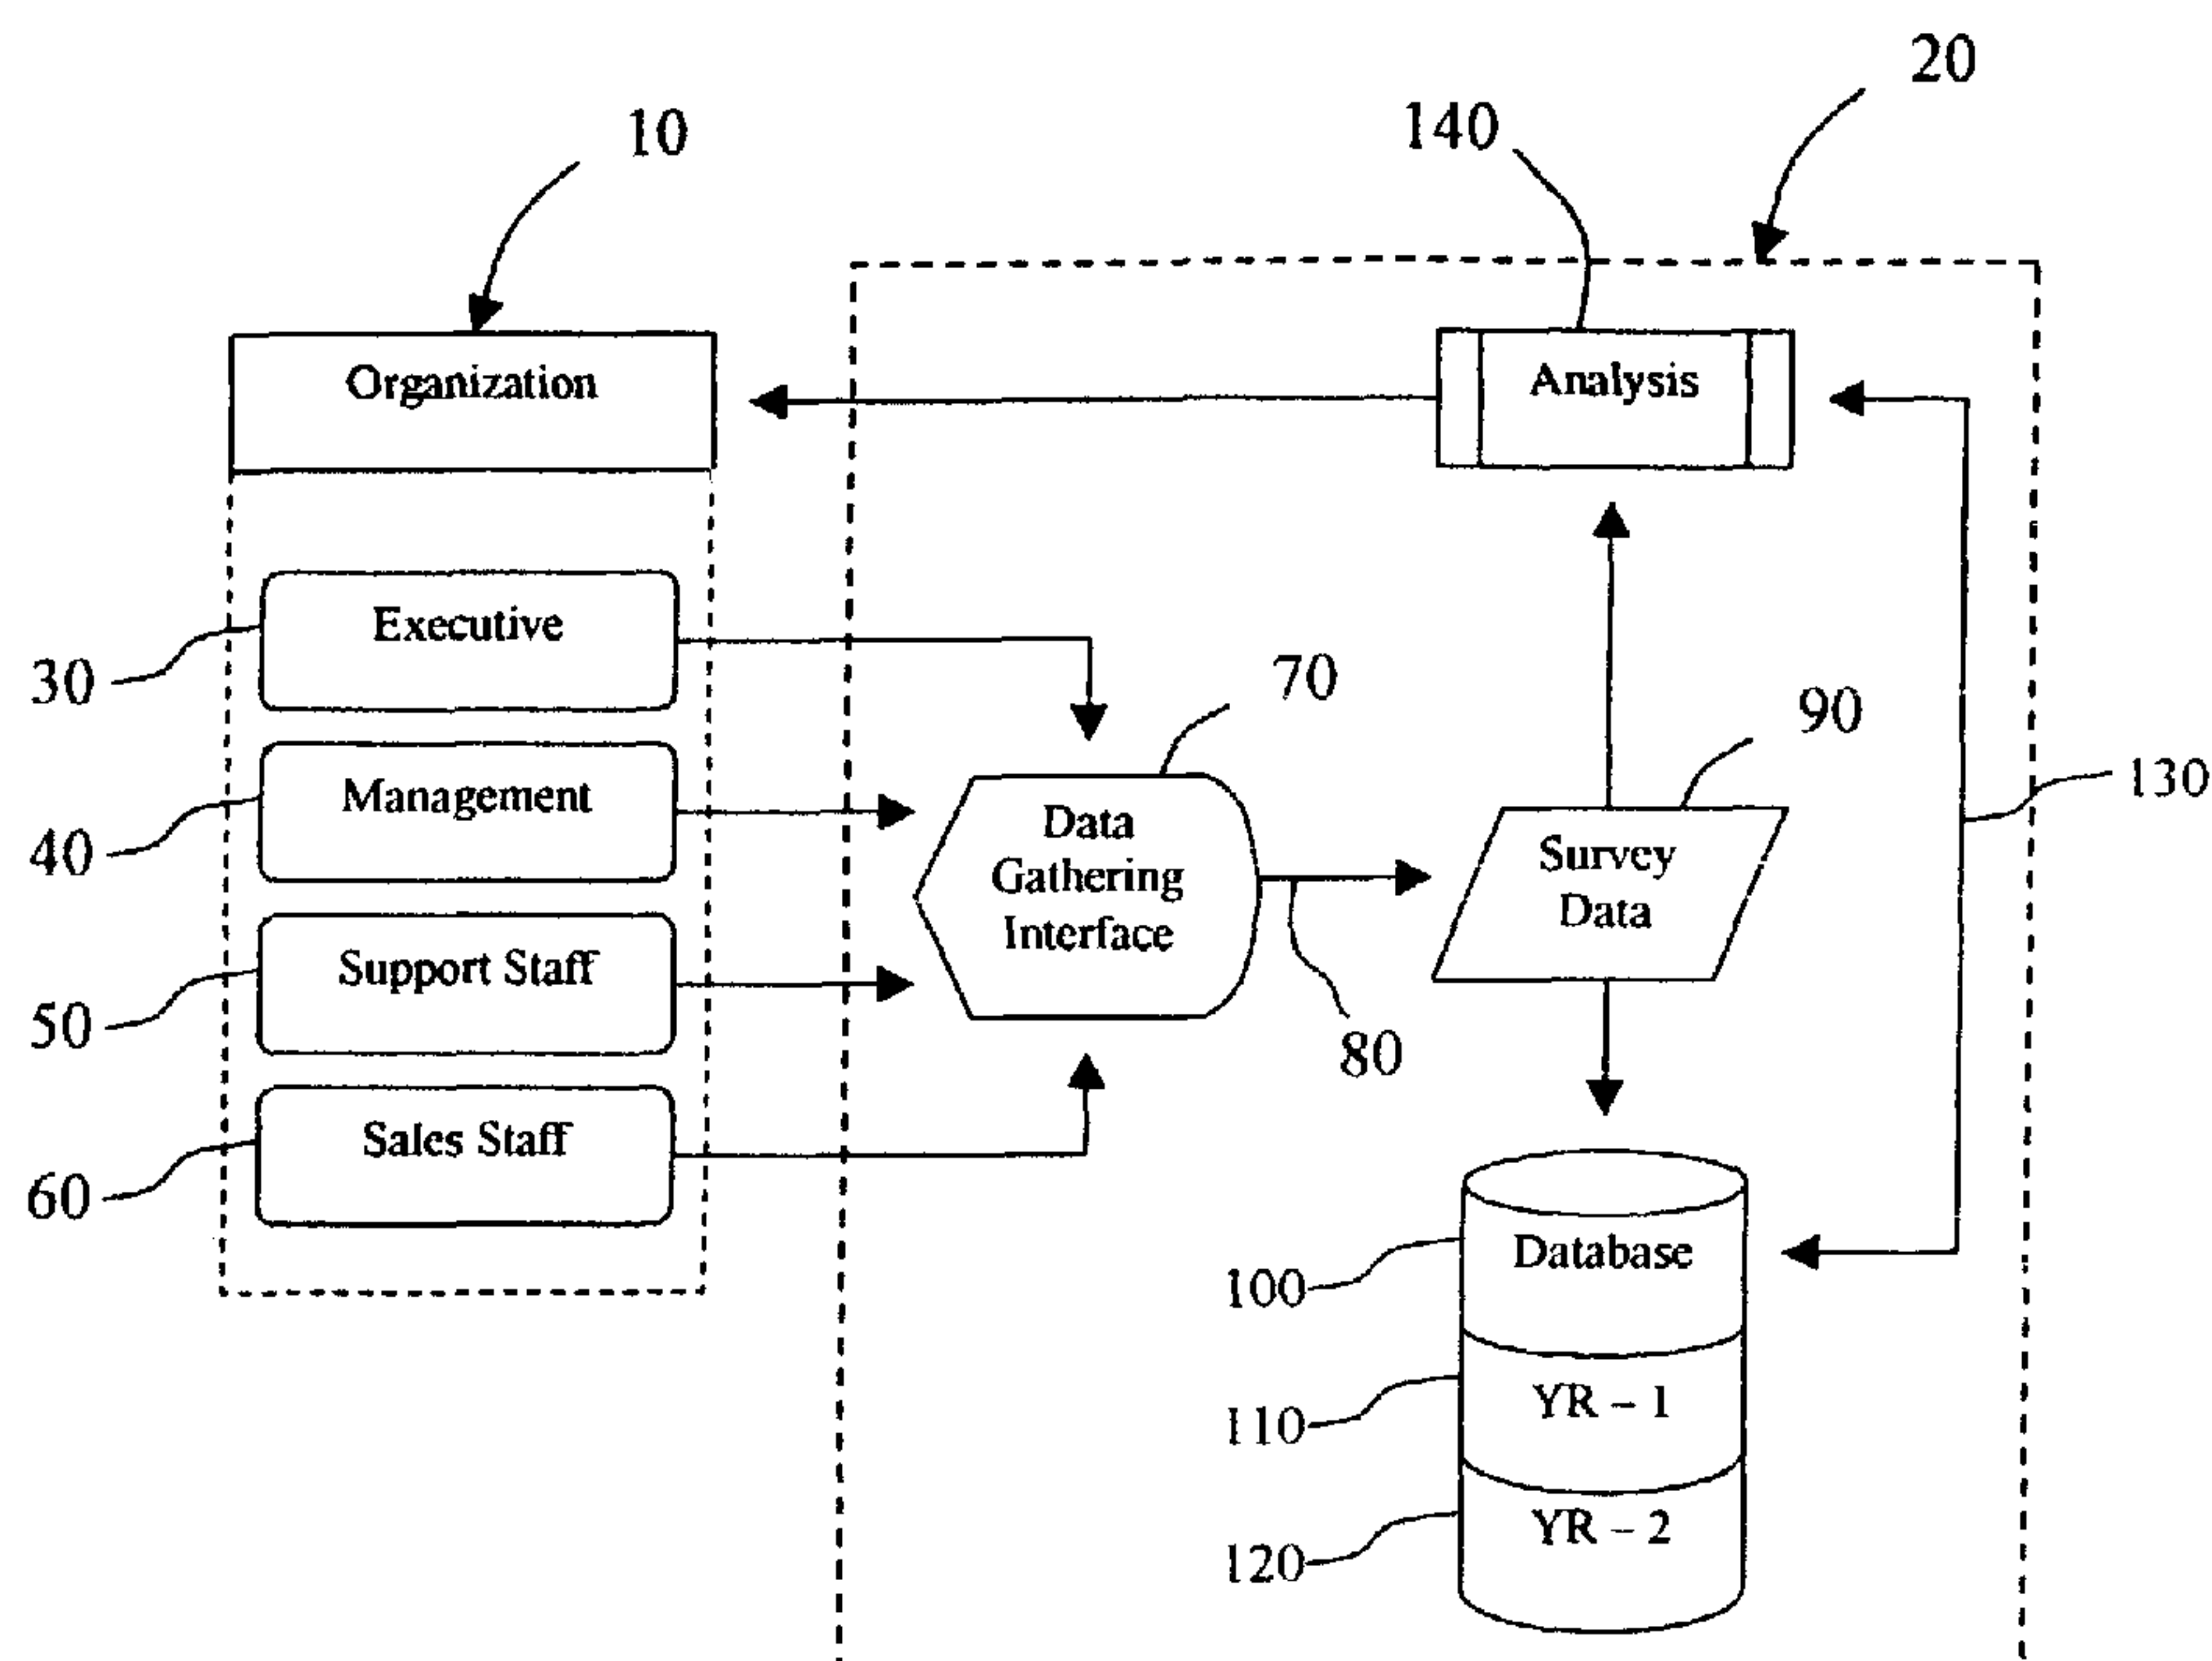 20
10
140
Organization
Analysis
Executive
30
70
90
Management
130
40
Data
Gathering
Interface
Survey
Data
Support Staff
50
80
Sales Staff
60
Database
100
YR – 1
110
YR – 2
120